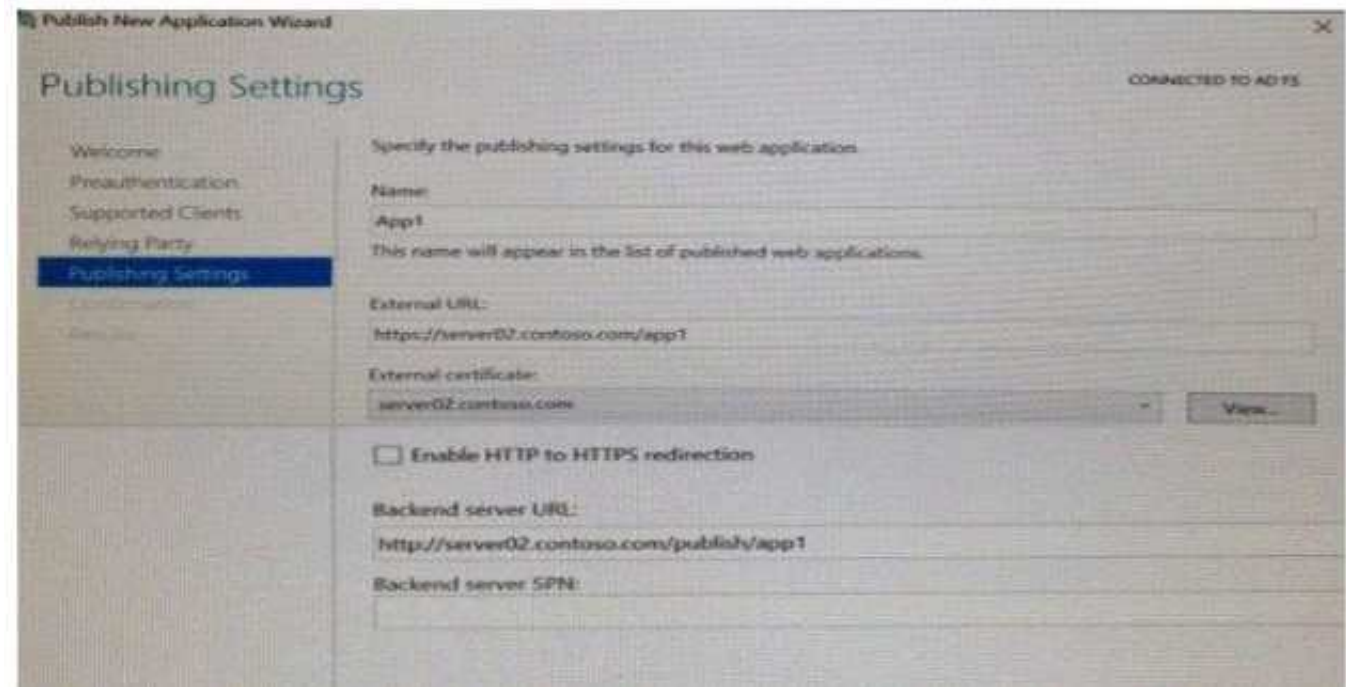 Publish New Application Wizard
Publishing Settings
CONNECTED TO AD FS
Welcome
Preauthentication
Supported Clients
Relying Party
Publishing Settings
Confirmation
Results
Specify the publishing settings for this web application.
Name:
App1
This name will appear in the list of published web applications.
External URL:
https://server02.contoso.com/app1
External certificate:
server02.contoso.com
View...
Enable HTTP to HTTPS redirection
Backend server URL:
http://server02.contoso.com/publish/app1
Backend server SPN: